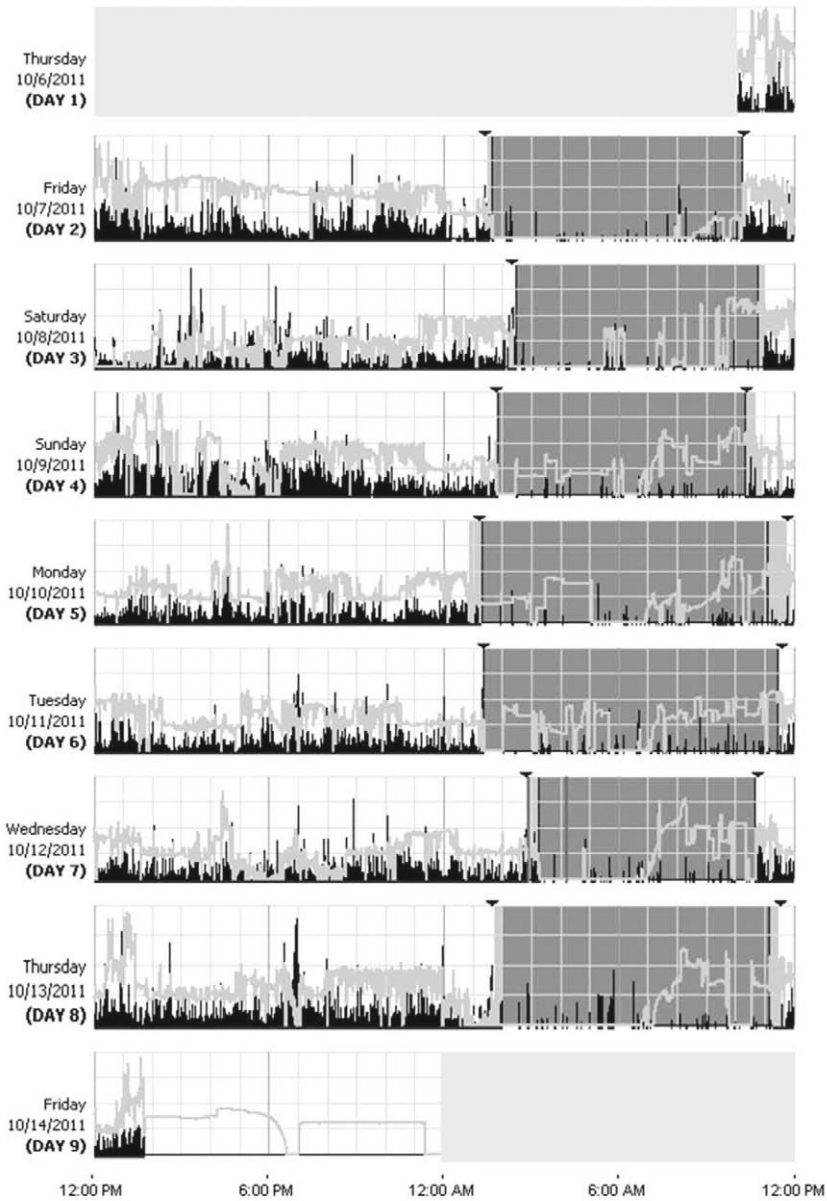 Thursday
10/6/2011
(DAY 1)
Friday
10/7/2011
(DAY 2)
Saturday
10/8/2011
(DAY 3)
Sunday
10/9/2011
(DAY 4)
Monday
10/10/2011
(DAY 5)
Tuesday
10/11/2011
(DAY 6)
Wednesday
10/12/2011
(DAY 7)
Thursday
10/13/2011
(DAY 8)
Friday
10/14/2011
(DAY 9)
12:00 PM 6:00 PM 12:00 AM 6:00 AM 12:00 PM